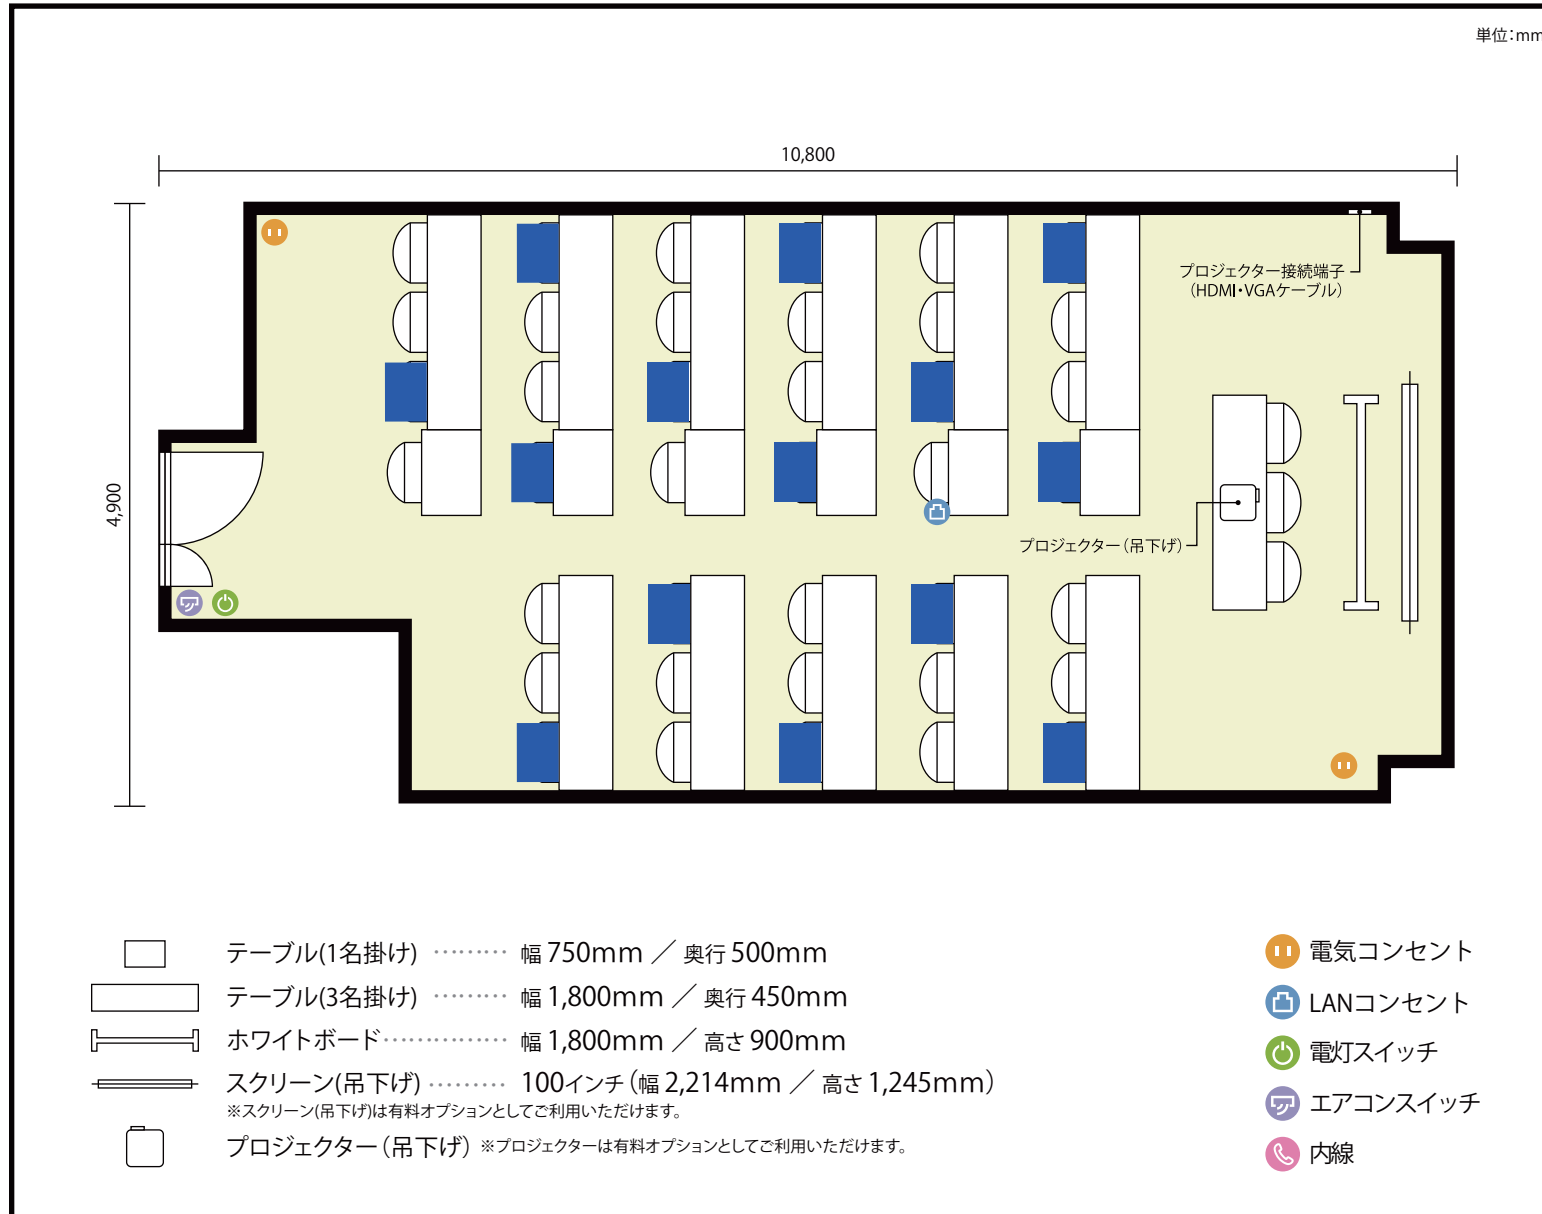 単位：mm
10,800
4,900
プロジェクター接続端子
（HDMI・VGAケーブル）
プロジェクター（吊下げ）
テーブル(1名掛け) ……… 幅 750mm ／ 奥行 500mm
テーブル(3名掛け) ……… 幅 1,800mm ／ 奥行 450mm
ホワイトボード…………… 幅 1,800mm ／ 高さ 900mm
スクリーン(吊下げ) ……… 100インチ（幅 2,214mm ／ 高さ 1,245mm）
※スクリーン(吊下げ)は有料オプションとしてご利用いただけます。
プロジェクター（吊下げ） ※プロジェクターは有料オプションとしてご利用いただけます。
電気コンセント
LANコンセント
電灯スイッチ
エアコンスイッチ
内線